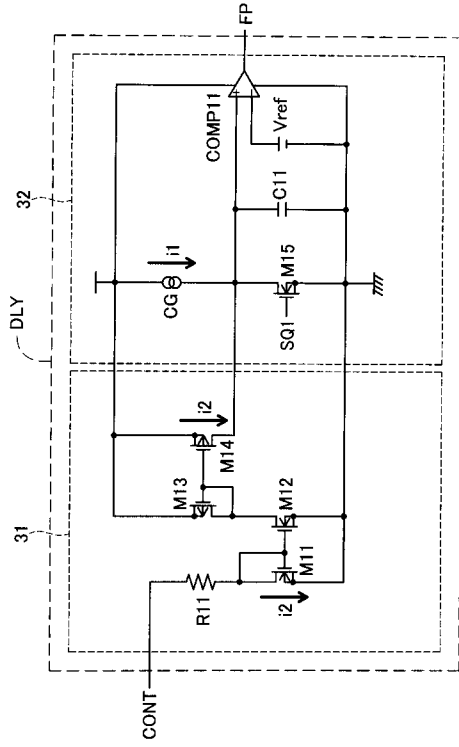 DLY
31
32
CONT
R11
i2
M11
M12
M13
M14
i2
CG
i1
SQ1
M15
C11
Vref
COMP11
+
-
FP